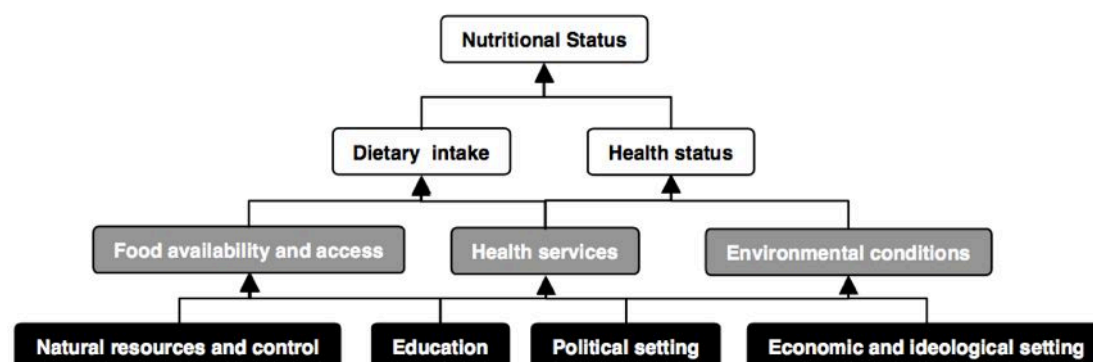 Nutritional Status
Dietary intake
Health status
Food availability and access
Health services
Environmental conditions
Natural resources and control
Education
Political setting
Economic and ideological setting